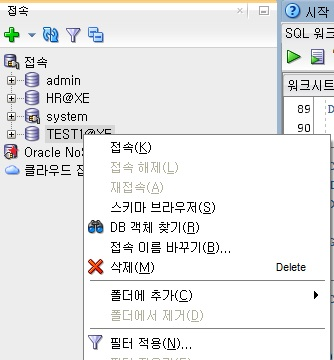 접속
시작
SQL 워크
워크시트
접속
admin
HR@XE
system
TEST1@XE
Oracle NoS
클라우드 접
89
90
접속(K)
접속 해제(L)
재접속(A)
스키마 브라우저(S)
DB 객체 찾기(R)
접속 이름 바꾸기(B)...
삭제(M) Delete
폴더에 추가(C)
폴더에서 제거(D)
필터 적용(N)...